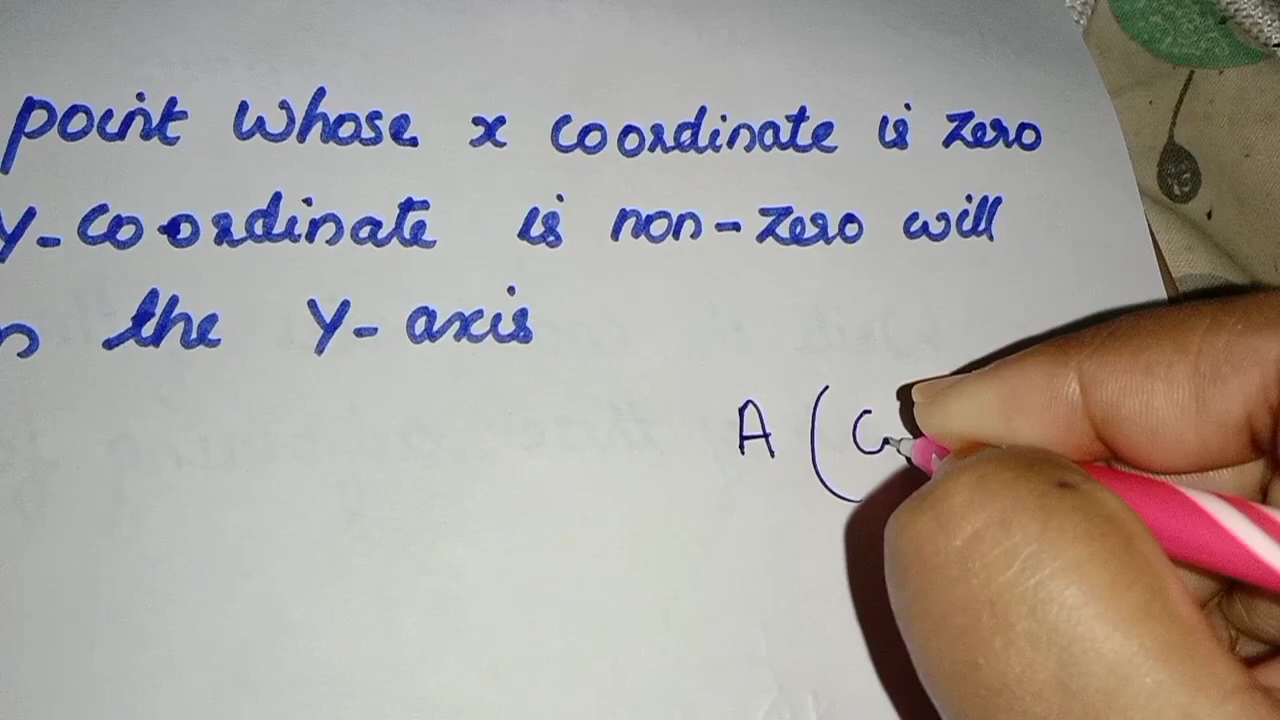 point whose x coordinate is zero
y-coordinate is non-zero will
the Y-axis
A (